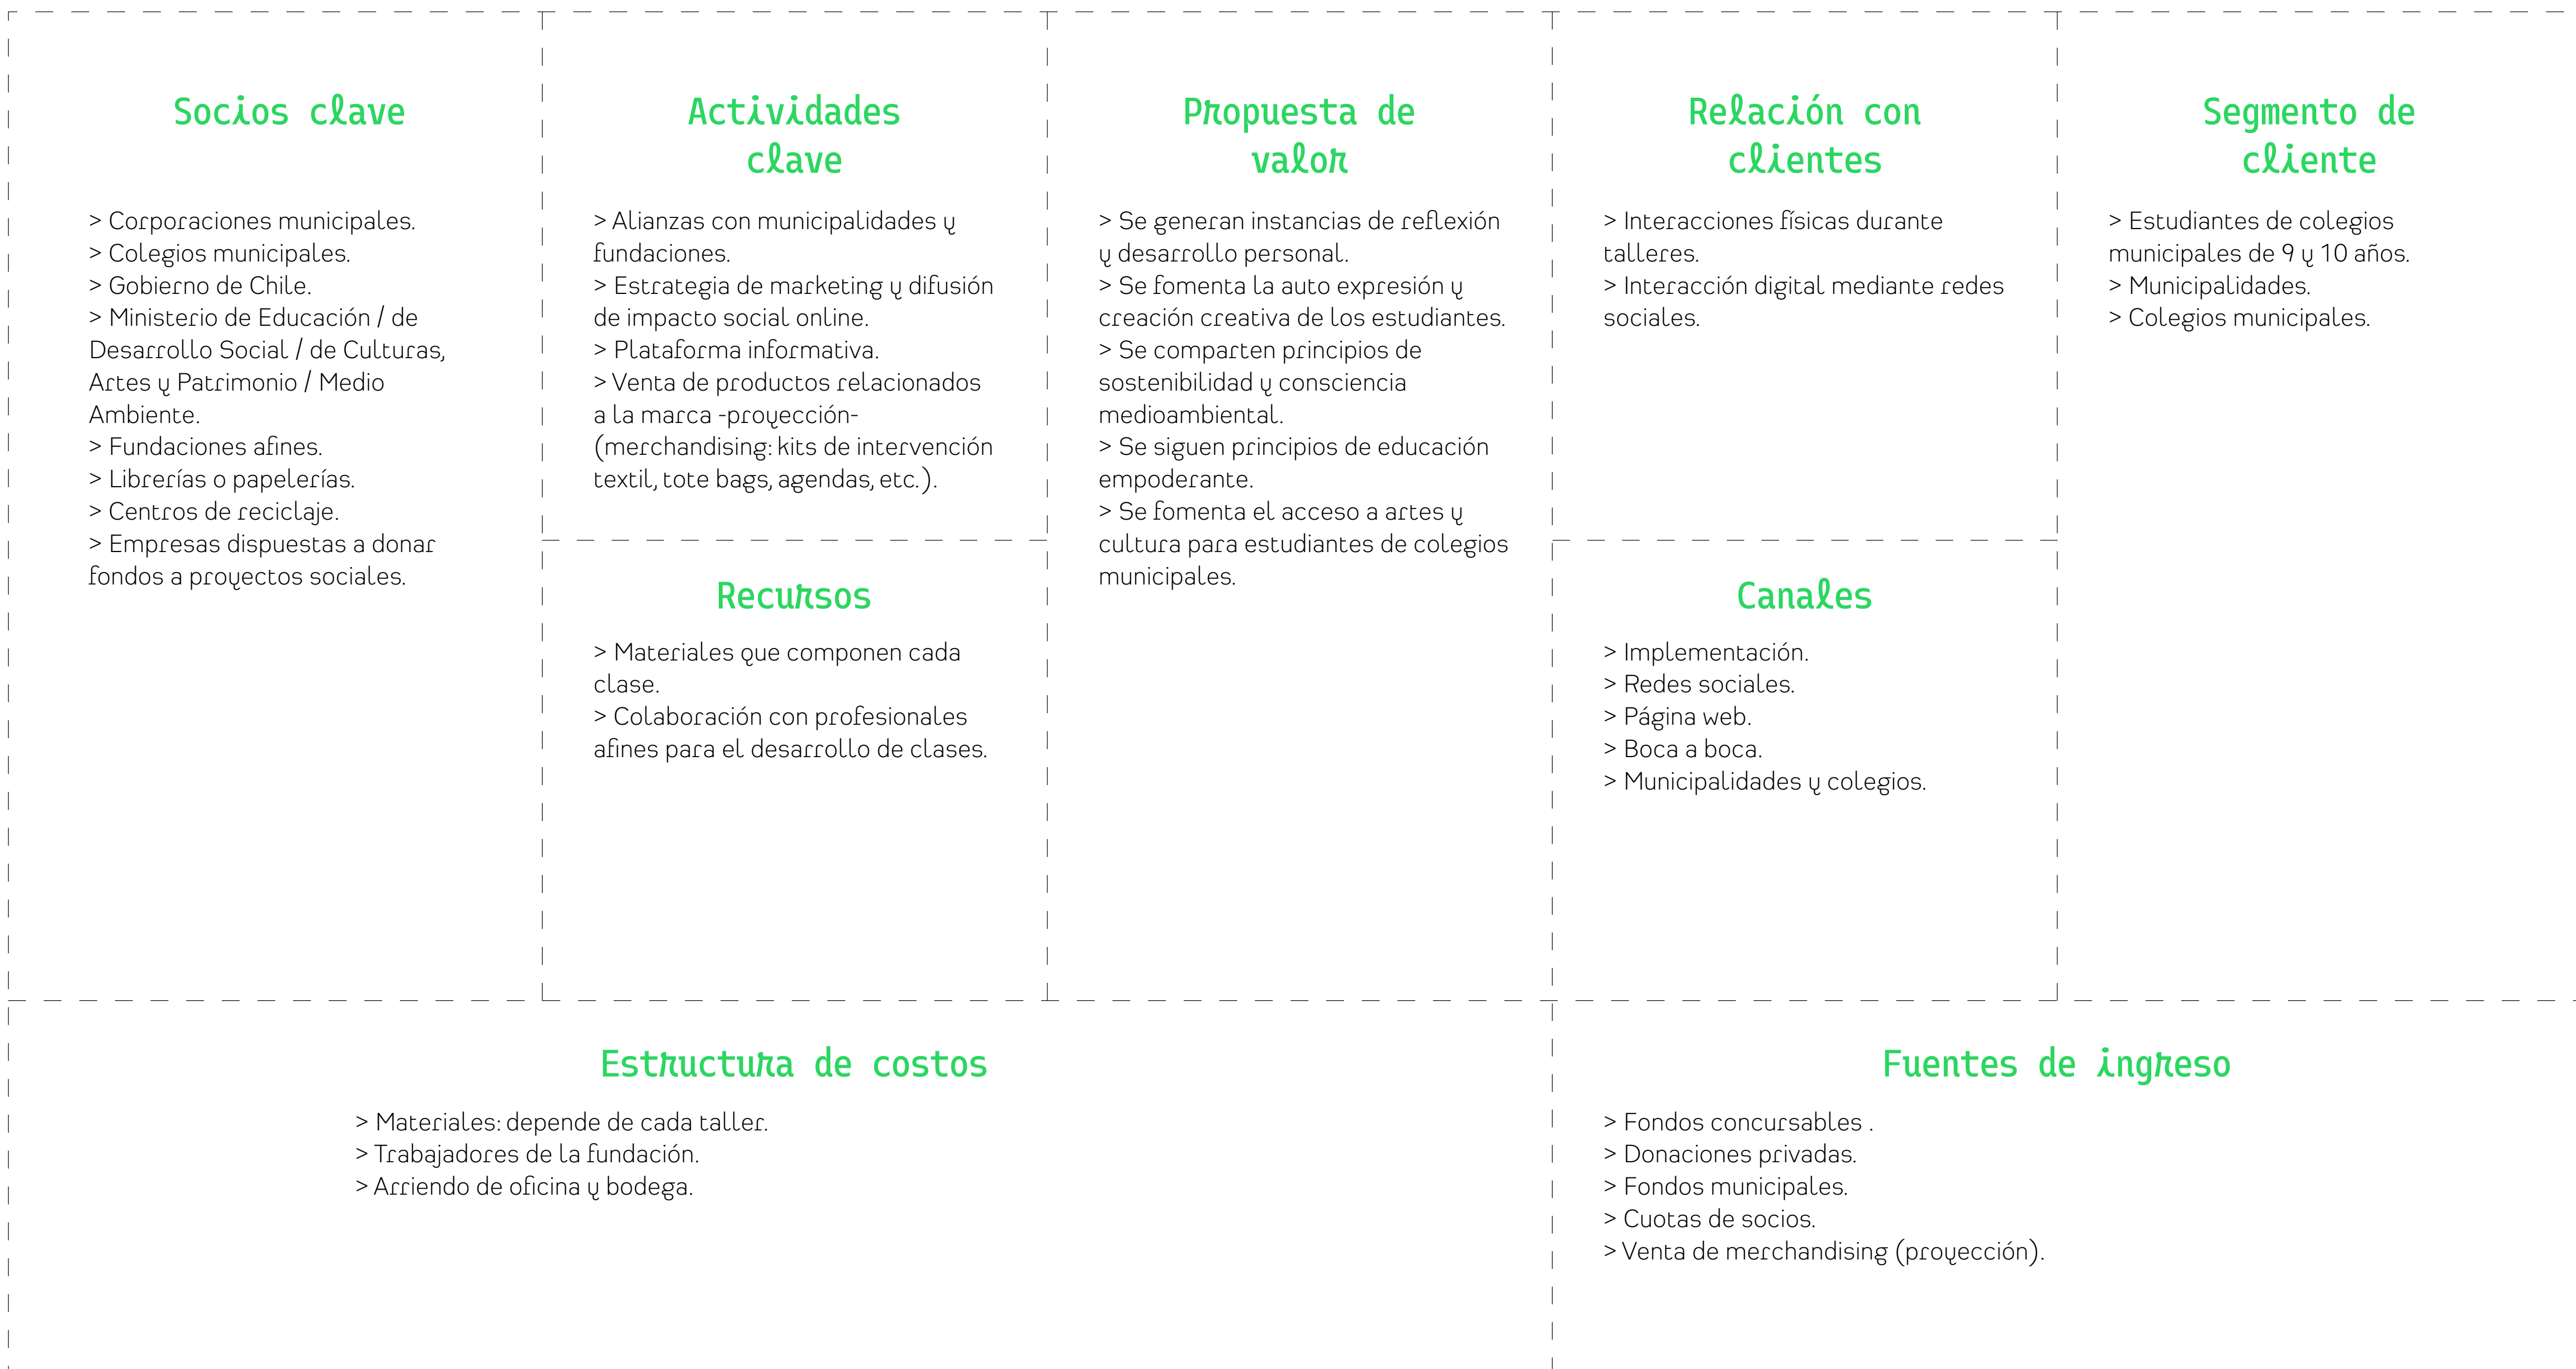 Socios clave
> Corporaciones municipales.
> Colegios municipales.
> Gobierno de Chile.
> Ministerio de Educación / de
Desarrollo Social / de Culturas,
Artes y Patrimonio / Medio
Ambiente.
> Fundaciones afines.
> Librerías o papelerías.
> Centros de reciclaje.
> Empresas dispuestas a donar
fondos a proyectos sociales.
Actividades
clave
> Alianzas con municipalidades y
fundaciones.
> Estrategia de marketing y difusión
de impacto social online.
> Plataforma informativa.
> Venta de productos relacionados
a la marca -proyección-
(merchandising: kits de intervención
textil, tote bags, agendas, etc.).
Recursos
> Materiales que componen cada
clase.
> Colaboración con profesionales
afines para el desarrollo de clases.
Propuesta de
valor
> Se generan instancias de reflexión
y desarrollo personal.
> Se fomenta la auto expresión y
creación creativa de los estudiantes.
> Se comparten principios de
sostenibilidad y consciencia
medioambiental.
> Se siguen principios de educación
empoderante.
> Se fomenta el acceso a artes y
cultura para estudiantes de colegios
municipales.
Relación con
clientes
> Interacciones físicas durante
talleres.
> Interacción digital mediante redes
sociales.
Canales
> Implementación.
> Redes sociales.
> Página web.
> Boca a boca.
> Municipalidades y colegios.
Segmento de
cliente
> Estudiantes de colegios
municipales de 9 y 10 años.
> Municipalidades.
> Colegios municipales.
Estructura de costos
> Materiales: depende de cada taller.
> Trabajadores de la fundación.
> Arriendo de oficina y bodega.
Fuentes de ingreso
> Fondos concursables .
> Donaciones privadas.
> Fondos municipales.
> Cuotas de socios.
> Venta de merchandising (proyección).